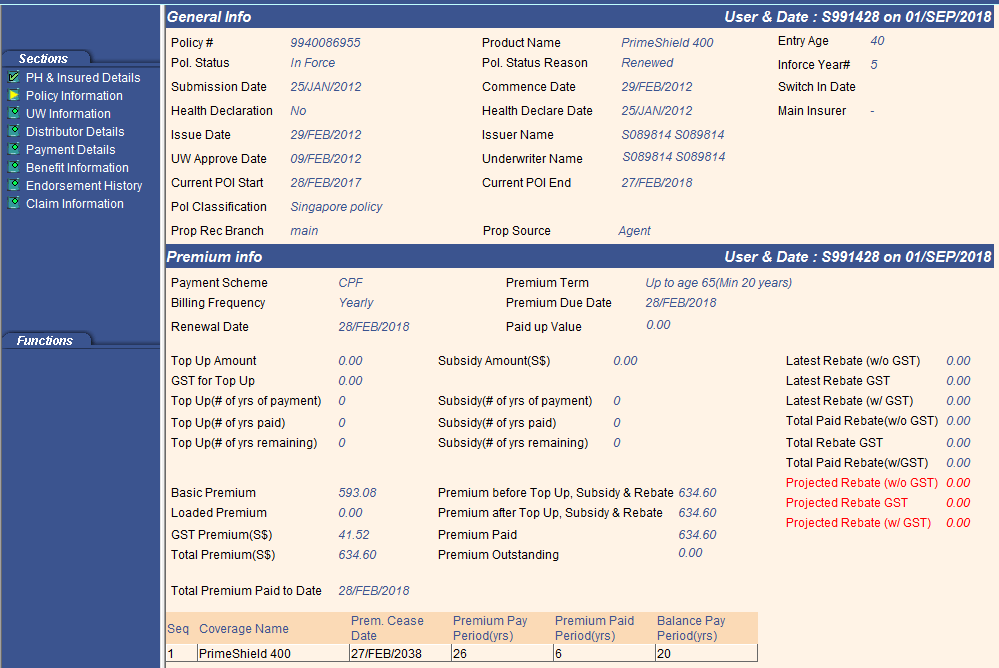 General Info User & Date : S991428 on 01/SEP/2018
Sections
PH & Insured Details
Policy Information
UW Information
Distributor Details
Payment Details
Benefit Information
Endorsement History
Claim Information
Functions
Policy # 9940086955 Product Name PrimeShield 400 Entry Age 40
Pol. Status In Force Pol. Status Reason Renewed Inforce Year# 5
Submission Date 25/JAN/2012 Commence Date 29/FEB/2012 Switch In Date
Health Declaration No Health Declare Date 25/JAN/2012 Main Insurer -
Issue Date 29/FEB/2012 Issuer Name S089814 S089814
UW Approve Date 09/FEB/2012 Underwriter Name S089814 S089814
Current POI Start 28/FEB/2017 Current POI End 27/FEB/2018
Pol Classification Singapore policy
Prop Rec Branch main Prop Source Agent
Premium info User & Date : S991428 on 01/SEP/2018
Payment Scheme CPF Premium Term Up to age 65(Min 20 years)
Billing Frequency Yearly Premium Due Date 28/FEB/2018
Renewal Date 28/FEB/2018 Paid up Value 0.00
Top Up Amount 0.00 Subsidy Amount(S$) 0.00 Latest Rebate (w/o GST) 0.00
GST for Top Up 0.00 Latest Rebate GST 0.00
Top Up(# of yrs of payment) 0 Subsidy(# of yrs of payment) 0 Latest Rebate (w/ GST) 0.00
Top Up(# of yrs paid) 0 Subsidy(# of yrs paid) 0 Total Paid Rebate(w/o GST) 0.00
Top Up(# of yrs remaining) 0 Subsidy(# of yrs remaining) 0 Total Rebate GST 0.00
Total Paid Rebate(w/GST) 0.00
Projected Rebate (w/o GST) 0.00
Projected Rebate GST 0.00
Projected Rebate (w/ GST) 0.00
Basic Premium 593.08 Premium before Top Up, Subsidy & Rebate 634.60
Loaded Premium 0.00 Premium after Top Up, Subsidy & Rebate 634.60
GST Premium(S$) 41.52 Premium Paid 634.60
Total Premium(S$) 634.60 Premium Outstanding 0.00
Total Premium Paid to Date 28/FEB/2018
Seq Coverage Name Prem. Cease Date Premium Pay Period(yrs) Premium Paid Period(yrs) Balance Pay Period(yrs)
1 PrimeShield 400 27/FEB/2038 26 6 20